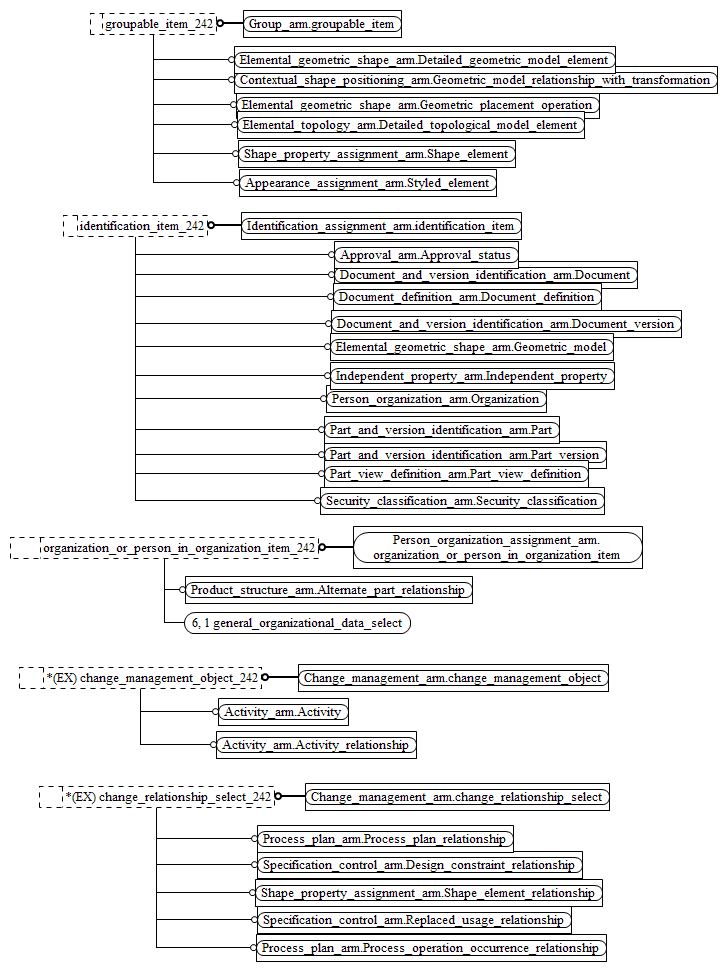 groupable_item_242
Group_arm.groupable_item
Elemental_geometric_shape_arm.Detailed_geometric_model_element
Contextual_shape_positioning_arm.Geometric_model_relationship_with_transformation
Elemental_geometric_shape_arm.Geometric_placement_operation
Elemental_topology_arm.Detailed_topological_model_element
Shape_property_assignment_arm.Shape_element
Appearance_assignment_arm.Styled_element
identification_item_242
Identification_assignment_arm.identification_item
Approval_arm.Approval_status
Document_and_version_identification_arm.Document
Document_definition_arm.Document_definition
Document_and_version_identification_arm.Document_version
Elemental_geometric_shape_arm.Geometric_model
Independent_property_arm.Independent_property
Person_organization_arm.Organization
Part_and_version_identification_arm.Part
Part_and_version_identification_arm.Part_version
Part_view_definition_arm.Part_view_definition
Security_classification_arm.Security_classification
organization_or_person_in_organization_item_242
Person_organization_assignment_arm.
organization_or_person_in_organization_item
Product_structure_arm.Alternate_part_relationship
6, 1 general_organizational_data_select
*(EX) change_management_object_242
Change_management_arm.change_management_object
Activity_arm.Activity
Activity_arm.Activity_relationship
*(EX) change_relationship_select_242
Change_management_arm.change_relationship_select
Process_plan_arm.Process_plan_relationship
Specification_control_arm.Design_constraint_relationship
Shape_property_assignment_arm.Shape_element_relationship
Specification_control_arm.Replaced_usage_relationship
Process_plan_arm.Process_operation_occurrence_relationship